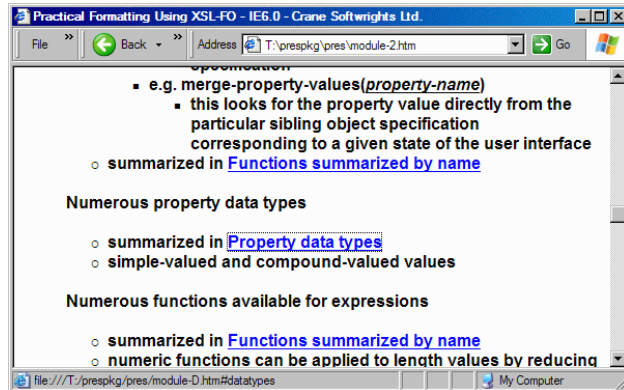 Practical Formatting Using XSL-FO - IE6.0 - Crane Softwrights Ltd.
File » Back » Address T:\prespkg\pres\module-2.htm Go
specification
▪ e.g. merge-property-values(property-name)
▪ this looks for the property value directly from the
particular sibling object specification
corresponding to a given state of the user interface
○ summarized in Functions summarized by name
Numerous property data types
○ summarized in Property data types
○ simple-valued and compound-valued values
Numerous functions available for expressions
○ summarized in Functions summarized by name
○ numeric functions can be applied to length values by reducing
file:///T:/prespkg/pres/module-D.htm#datatypes My Computer